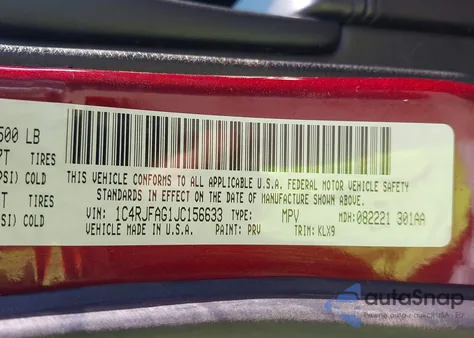 500 LB
PT TIRES
PSI) COLD
T TIRES
PSI) COLD
THIS VEHICLE CONFORMS TO ALL APPLICABLE U.S.A. FEDERAL MOTOR VEHICLE SAFETY
STANDARDS IN EFFECT ON THE DATE OF MANUFACTURE SHOWN ABOVE.
VIN: 1C4RJFAG1JC156633 TYPE: MPV MDH: 082221 301AA
VEHICLE MADE IN U.S.A. PAINT: PRV TRIM: KLX9
autoSnap